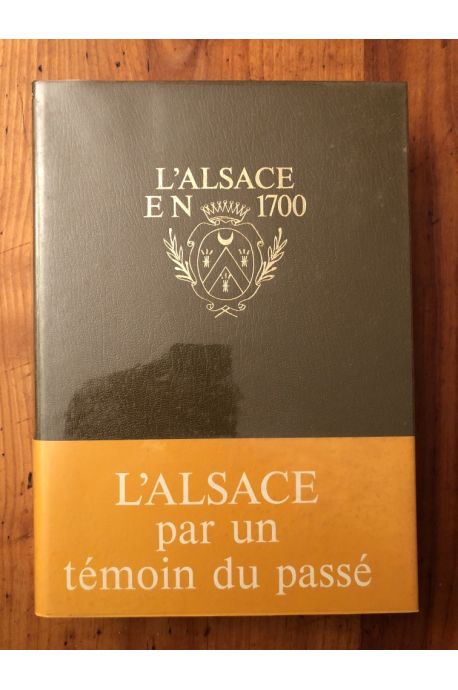 L'ALSACE
EN 1700
L'ALSACE
par un
témoin du passé